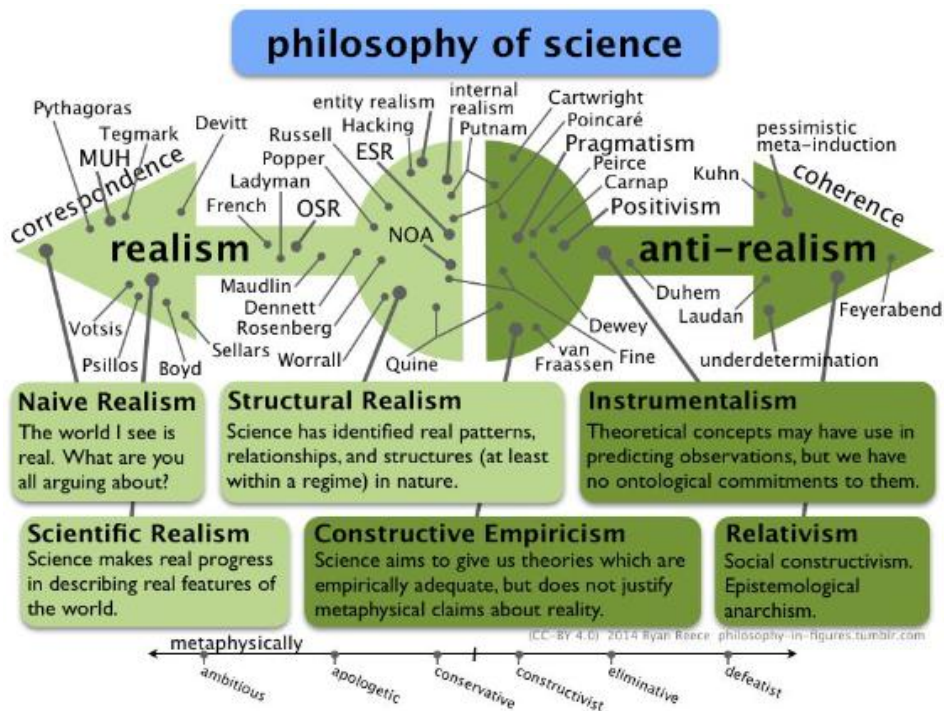 philosophy of science
Pythagoras
Tegmark
MUH
Devitt
correspondence
realism
Russell
Popper
Ladyman
French
OSR
entity realism
Hacking
ESR
internal
realism
Putnam
NOA
Maudlin
Dennett
Rosenberg
Worrall
Quine
Votsis
Psillos
Boyd
Sellars
Cartwright
Poincaré
Pragmatism
Peirce
Carnap
Positivism
pessimistic
meta-induction
Kuhn
coherence
anti-realism
Duhem
Laudan
Feyerabend
Dewey
van
Fraassen
Fine
underdetermination
Naive Realism
The world I see is
real. What are you
all arguing about?
Structural Realism
Science has identified real patterns,
relationships, and structures (at least
within a regime) in nature.
Instrumentalism
Theoretical concepts may have use in
predicting observations, but we have
no ontological commitments to them.
Scientific Realism
Science makes real progress
in describing real features of
the world.
Constructive Empiricism
Science aims to give us theories which are
empirically adequate, but does not justify
metaphysical claims about reality.
Relativism
Social constructivism.
Epistemological
anarchism.
(CC-BY 4.0) 2014 Ryan Reece philosophy-in-figures.tumblr.com
metaphysically
ambitious
apologetic
conservative
constructivist
eliminative
defeatist